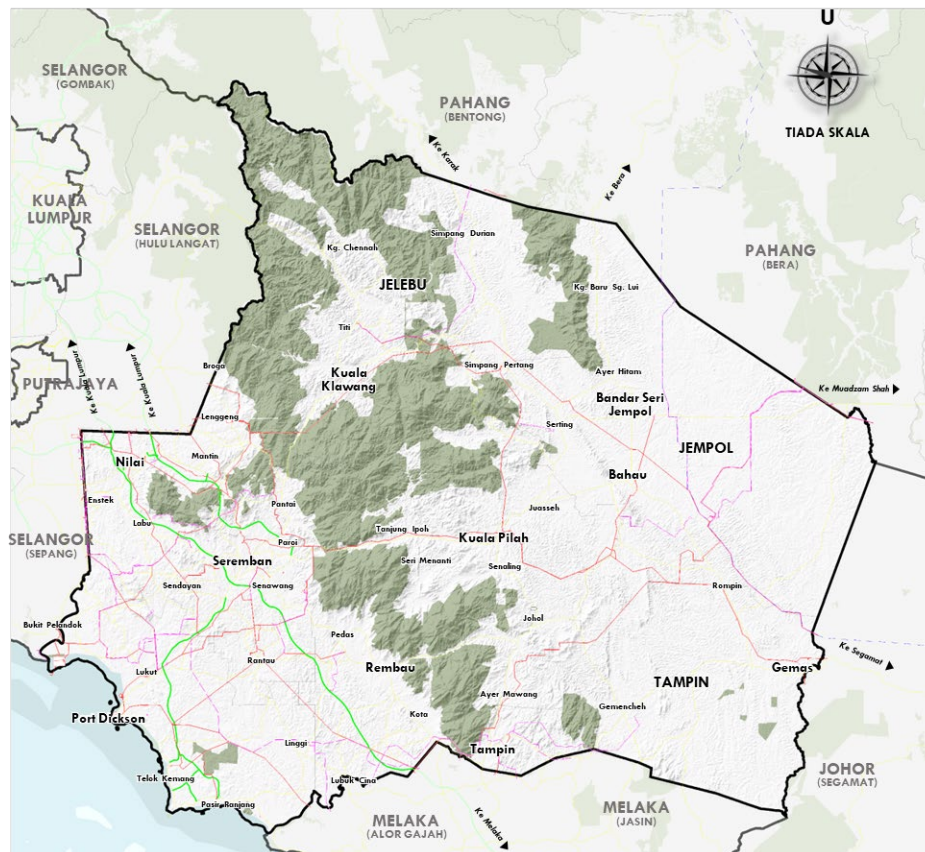 U
TIADA SKALA
SELANGOR
(GOMBAK)
PAHANG
(BENTONG)
Ke Karak
Ke Bera
KUALA
LUMPUR
SELANGOR
(HULU LANGAT)
PAHANG
(BERA)
Simpang Durian
Kg. Chennah
JELEBU
Kg. Baru Sg. Lui
Titi
Ke Kuala Lumpur
Ke Kuala Lumpur
PUTRAJAYA
Broga
Simpang Pertang
Kuala
Klawang
Ayer Hitam
Ke Muadzam Shah
Bandar Seri
Jempol
Lenggeng
Serting
JEMPOL
Nilai
Mantin
Bahau
Enstek
Pantai
Juasseh
Labu
Tanjung Ipoh
SELANGOR
(SEPANG)
Paroi
Kuala Pilah
Seremban
Seri Menanti
Senaling
Sendayan
Senawang
Rompin
Bukit Pelandok
Johol
Pedas
Ke Segamat
Lukut
Rantau
Rembau
Gemas
TAMPIN
Ayer Mawang
Gemencheh
Port Dickson
Kota
Linggi
Tampin
Telok Kemang
Lubuk Cina
JOHOR
(SEGAMAT)
Pasir Panjang
MELAKA
(ALOR GAJAH)
Ke Melaka
MELAKA
(JASIN)